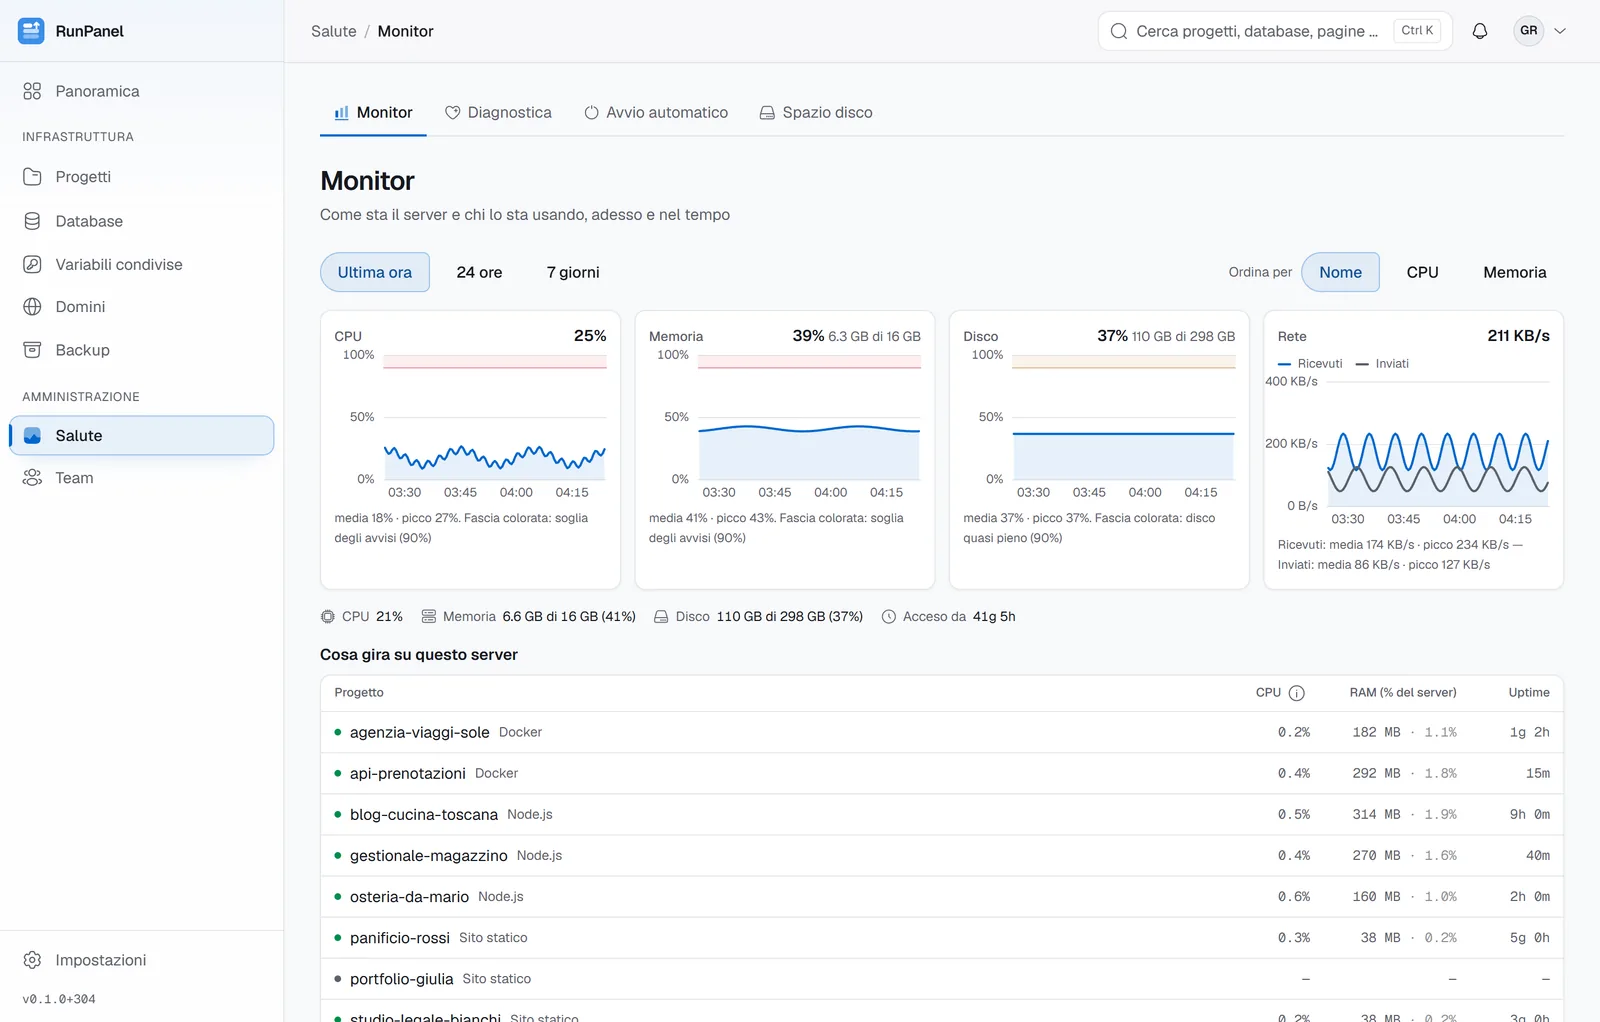 RunPanel
Salute / Monitor
Cerca progetti, database, pagine ...
Ctrl K
GR
Panoramica
INFRASTRUTTURA
Progetti
Database
Variabili condivise
Domini
Backup
AMMINISTRAZIONE
Salute
Team
Impostazioni
v0.1.0+304
Monitor
Diagnostica
Avvio automatico
Spazio disco
Monitor
Come sta il server e chi lo sta usando, adesso e nel tempo
Ultima ora
24 ore
7 giorni
Ordina per
Nome
CPU
Memoria
CPU 25%
100%
50%
0%
03:30 03:45 04:00 04:15
media 18% · picco 27%. Fascia colorata: soglia
degli avvisi (90%)
Memoria 39% 6.3 GB di 16 GB
100%
50%
0%
03:30 03:45 04:00 04:15
media 41% · picco 43%. Fascia colorata: soglia
degli avvisi (90%)
Disco 37% 110 GB di 298 GB
100%
50%
0%
03:30 03:45 04:00 04:15
media 37% · picco 37%. Fascia colorata: disco
quasi pieno (90%)
Rete 211 KB/s
Ricevuti Inviati
400 KB/s
200 KB/s
0 B/s
03:30 03:45 04:00 04:15
Ricevuti: media 174 KB/s · picco 234 KB/s —
Inviati: media 86 KB/s · picco 127 KB/s
CPU 21% Memoria 6.6 GB di 16 GB (41%) Disco 110 GB di 298 GB (37%) Acceso da 41g 5h
Cosa gira su questo server
Progetto CPU RAM (% del server) Uptime
agenzia-viaggi-sole Docker 0.2% 182 MB · 1.1% 1g 2h
api-prenotazioni Docker 0.4% 292 MB · 1.8% 15m
blog-cucina-toscana Node.js 0.5% 314 MB · 1.9% 9h 0m
gestionale-magazzino Node.js 0.4% 270 MB · 1.6% 40m
osteria-da-mario Node.js 0.6% 160 MB · 1.0% 2h 0m
panificio-rossi Sito statico 0.3% 38 MB · 0.2% 5g 0h
portfolio-giulia Sito statico – – –
studio-legale-bianchi Sito statico 0.2% 38 MB · 0.2% 3g 0h